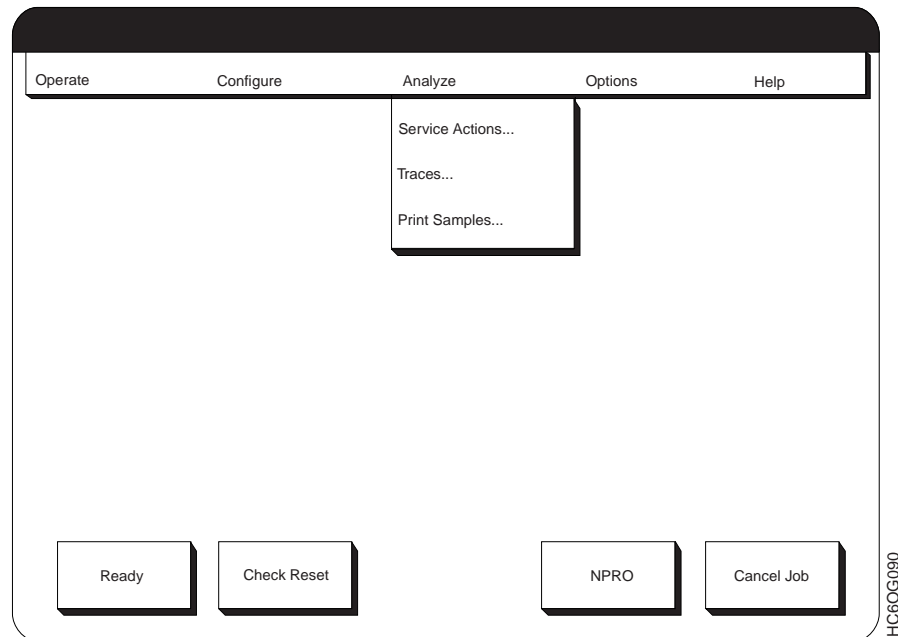 Operate Configure Analyze Options Help
Service Actions...
Traces...
Print Samples...
Ready Check Reset NPRO Cancel Job
HC6OG090